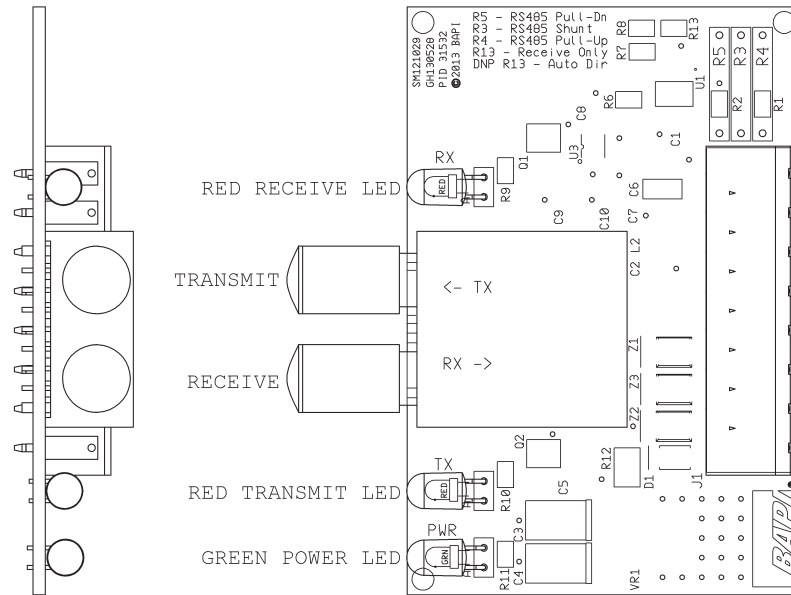 R5 - RS485 Pull-Dn
R3 - RS485 Shunt
R4 - RS485 Pull-Up
R13 - Receive Only
DNP R13 - Auto Dir
SM121029
GH130528
PID 31532
©2013 BAPI
R8
R13
R7
R6
U1
R5
R3
R4
R2
R1
C8
Q1
U3
C1
RX
RED
R9
C6
C9
C10
C7
RED RECEIVE LED
L2
C2
TRANSMIT
<- TX
RECEIVE
RX ->
Z1
Z3
Z2
Q2
R12
D1
J1
TX
RED
R10
RED TRANSMIT LED
C5
C3
PWR
GRN
R11
C4
GREEN POWER LED
VR1
BAPI